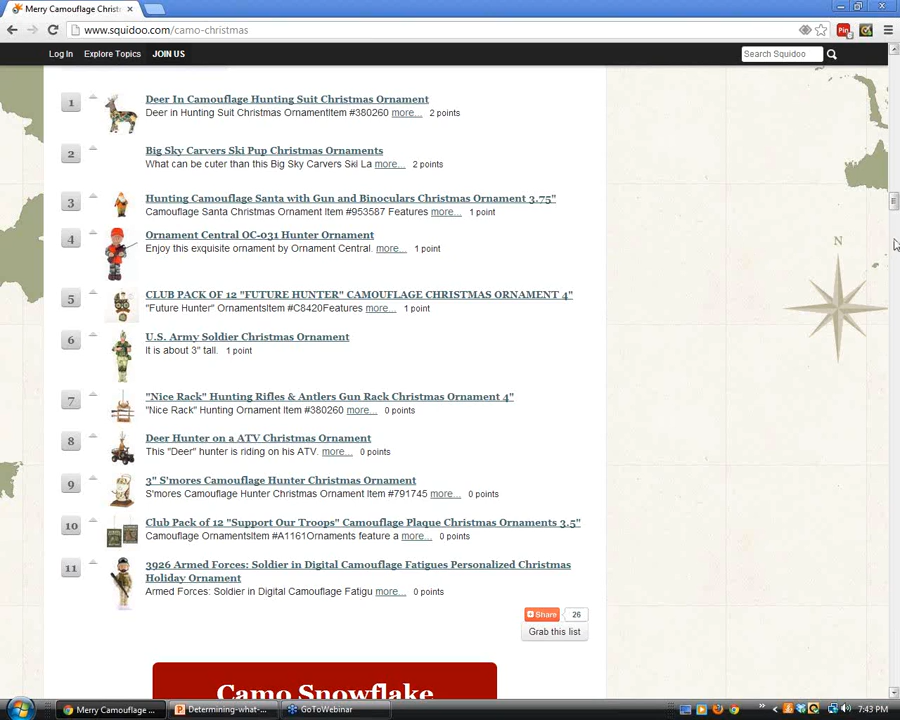 Merry Camouflage Christ
www.squidoo.com/camo-christmas
Log In Explore Topics JOIN US Search Squidoo
1 Deer In Camouflage Hunting Suit Christmas Ornament
Deer in Hunting Suit Christmas OrnamentItem #380260 more... 2 points
2 Big Sky Carvers Ski Pup Christmas Ornaments
What can be cuter than this Big Sky Carvers Ski La more... 2 points
3 Hunting Camouflage Santa with Gun and Binoculars Christmas Ornament 3.75"
Camouflage Santa Christmas Ornament Item #953587 Features more... 1 point
4 Ornament Central OC-031 Hunter Ornament
Enjoy this exquisite ornament by Ornament Central. more... 1 point
5 CLUB PACK OF 12 "FUTURE HUNTER" CAMOUFLAGE CHRISTMAS ORNAMENT 4"
"Future Hunter" OrnamentsItem #C8420Features more... 1 point
6 U.S. Army Soldier Christmas Ornament
It is about 3" tall. 1 point
7 "Nice Rack" Hunting Rifles & Antlers Gun Rack Christmas Ornament 4"
"Nice Rack" Hunting Ornament Item #380260 more... 0 points
8 Deer Hunter on a ATV Christmas Ornament
This "Deer" hunter is riding on his ATV. more... 0 points
9 3" S'mores Camouflage Hunter Christmas Ornament
S'mores Camouflage Hunter Christmas Ornament Item #791745 more... 0 points
10 Club Pack of 12 "Support Our Troops" Camouflage Plaque Christmas Ornaments 3.5"
Camouflage OrnamentsItem #A1161Ornaments feature a more... 0 points
11 3926 Armed Forces: Soldier in Digital Camouflage Fatigues Personalized Christmas
Holiday Ornament
Armed Forces: Soldier in Digital Camouflage Fatigu more... 0 points
Share 26
Grab this list
Camo Snowflake
N
Merry Camouflage ... Determining-what-... GoToWebinar 7:43 PM